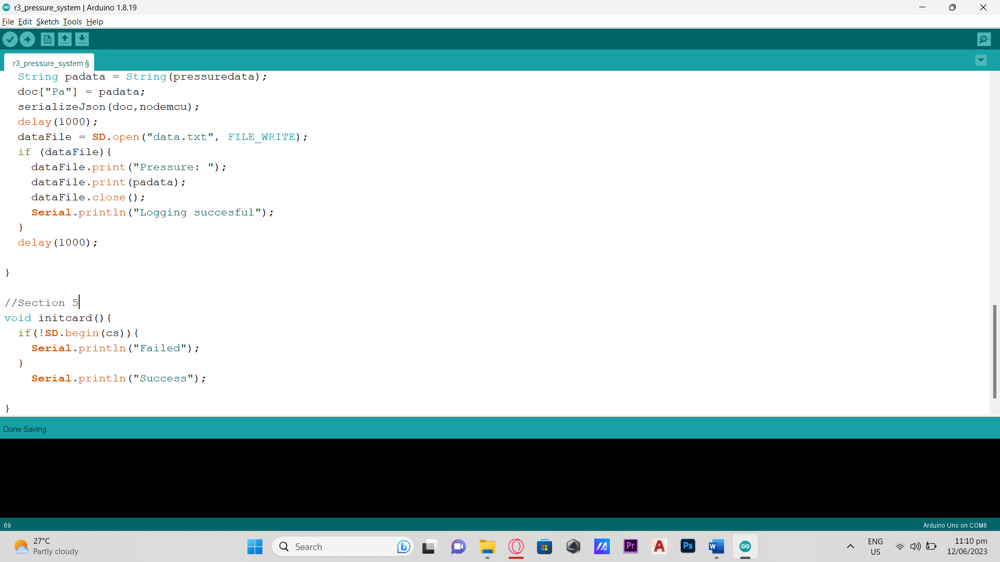 r3_pressure_system | Arduino 1.8.19
File Edit Sketch Tools Help
r3_pressure_system §
String padata = String(pressuredata);
doc["Pa"] = padata;
serializeJson(doc,nodemcu);
delay(1000);
dataFile = SD.open("data.txt", FILE_WRITE);
if (dataFile){
dataFile.print("Pressure: ");
dataFile.print(padata);
dataFile.close();
Serial.println("Logging succesful");
}
delay(1000);
}
//Section 5
void initcard(){
if(!SD.begin(cs)){
Serial.println("Failed");
}
Serial.println("Success");
}
Done Saving.
69 Arduino Uno on COM6
27°C
Partly cloudy
Search
Pr
A
Ps
W
ENG
US
11:10 pm
12/06/2023